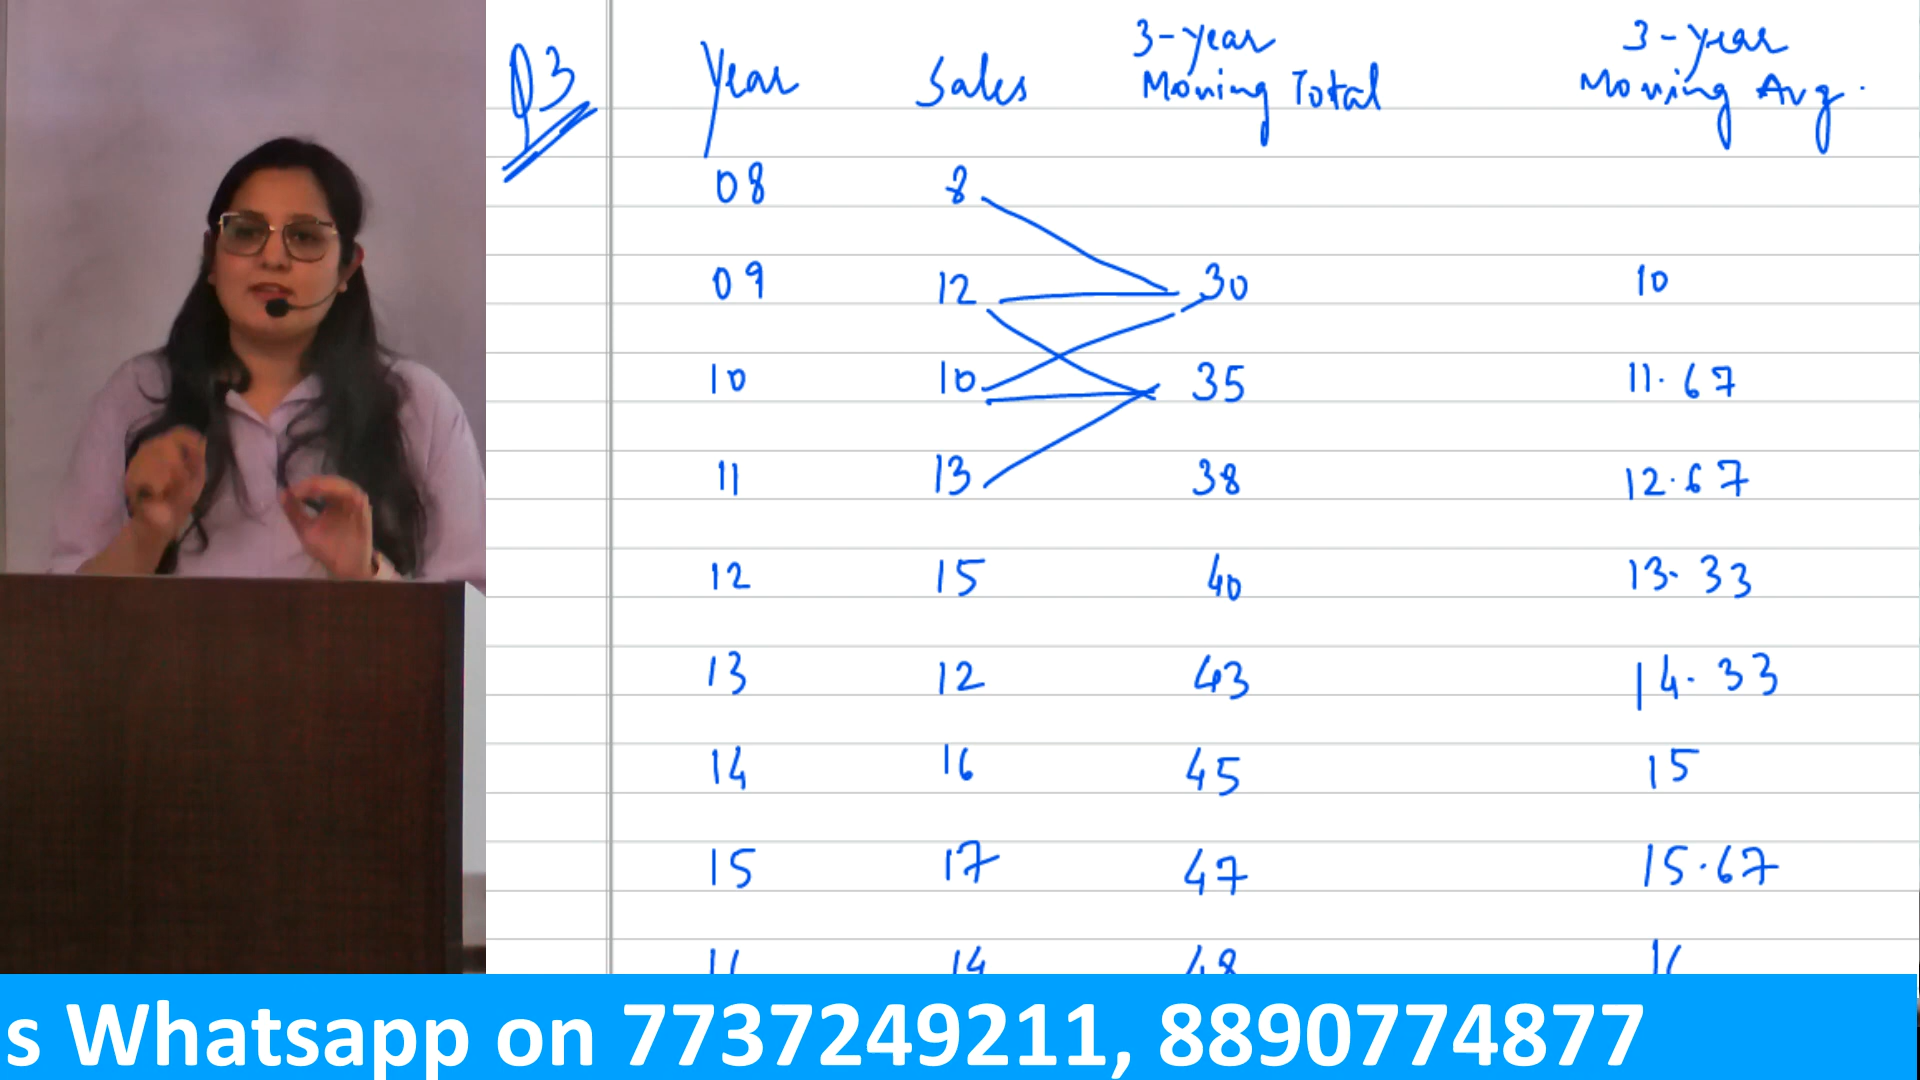 Q3 Year Sales 3-year Moving Total 3-year Moving Avg.
08 8
09 12 30 10
10 10 35 11.67
11 13 38 12.67
12 15 40 13.33
13 12 43 14.33
14 16 45 15
15 17 47 15.67
14 48
s Whatsapp on 7737249211, 8890774877